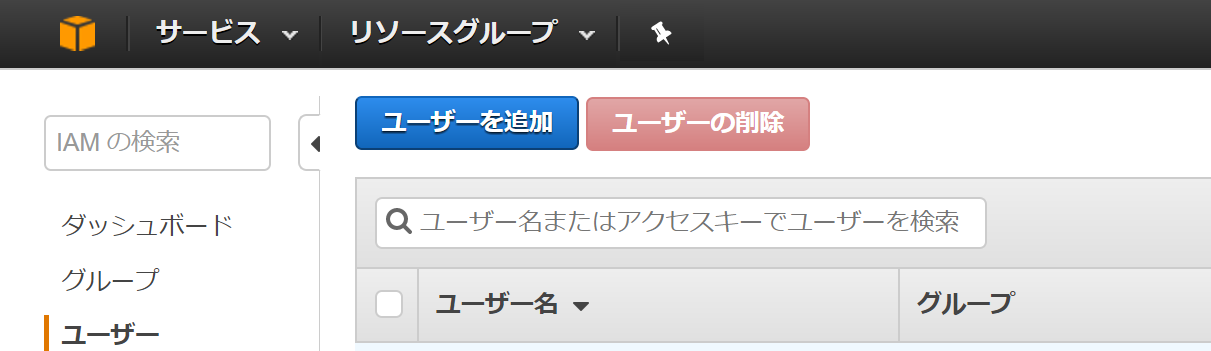 サービス リソースグループ
ユーザーを追加 ユーザーの削除
IAM の検索
ダッシュボード
グループ
ユーザー
ユーザー名またはアクセスキーでユーザーを検索
ユーザー名 グループ